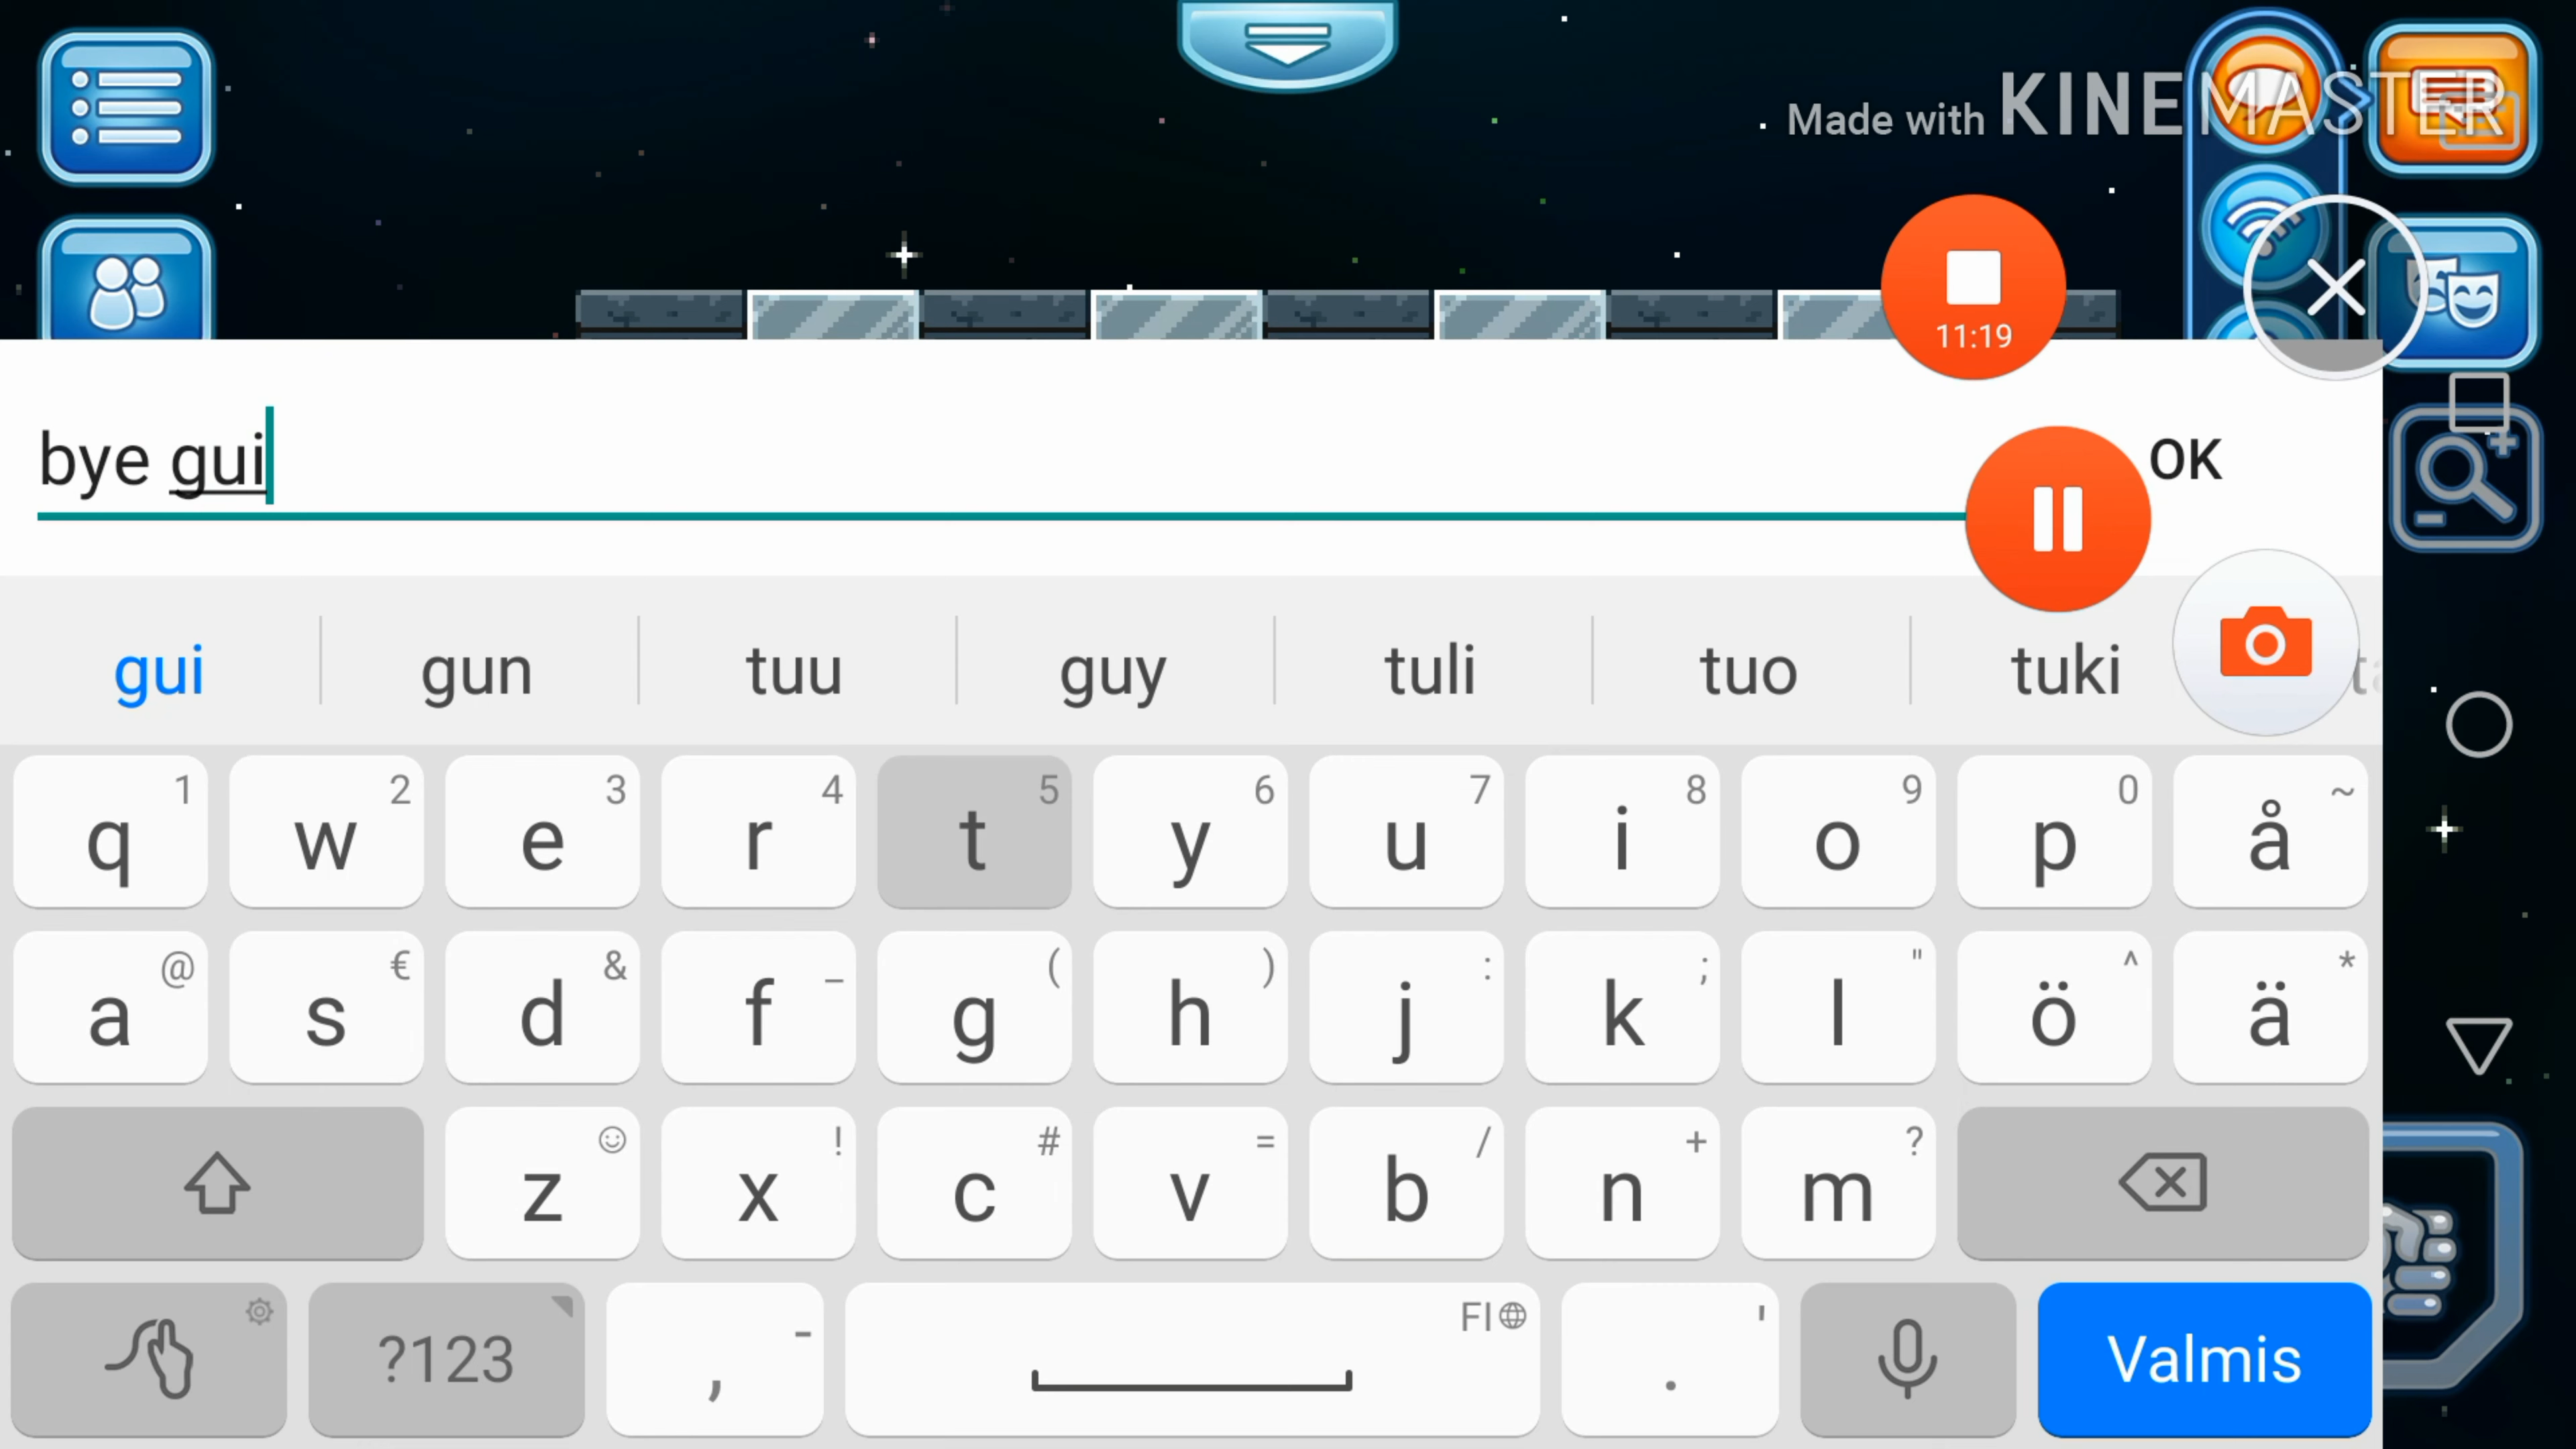 Made with KINEMASTER
11:19
bye gui
OK
gui gun tuu guy tuli tuo tuki
1 2 3 4 5 6 7 8 9 0 ~
q w e r t y u i o p å
@ € & _ ( ) : ; " ^ *
a s d f g h j k l ö ä
! # = / + ?
z x c v b n m
- FI '
?123 , . Valmis